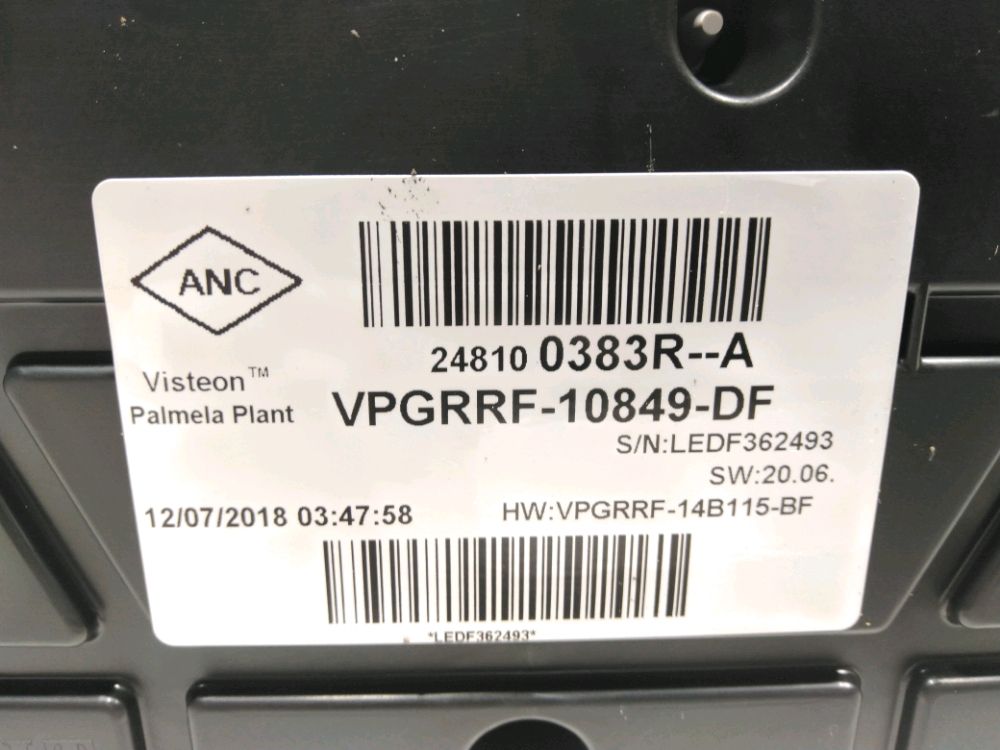 ANC
24810 0383R--A
Visteon™
Palmela Plant
VPGRRF-10849-DF
S/N:LEDF362493
SW:20.06.
12/07/2018 03:47:58
HW:VPGRRF-14B115-BF
*LEDF362493*